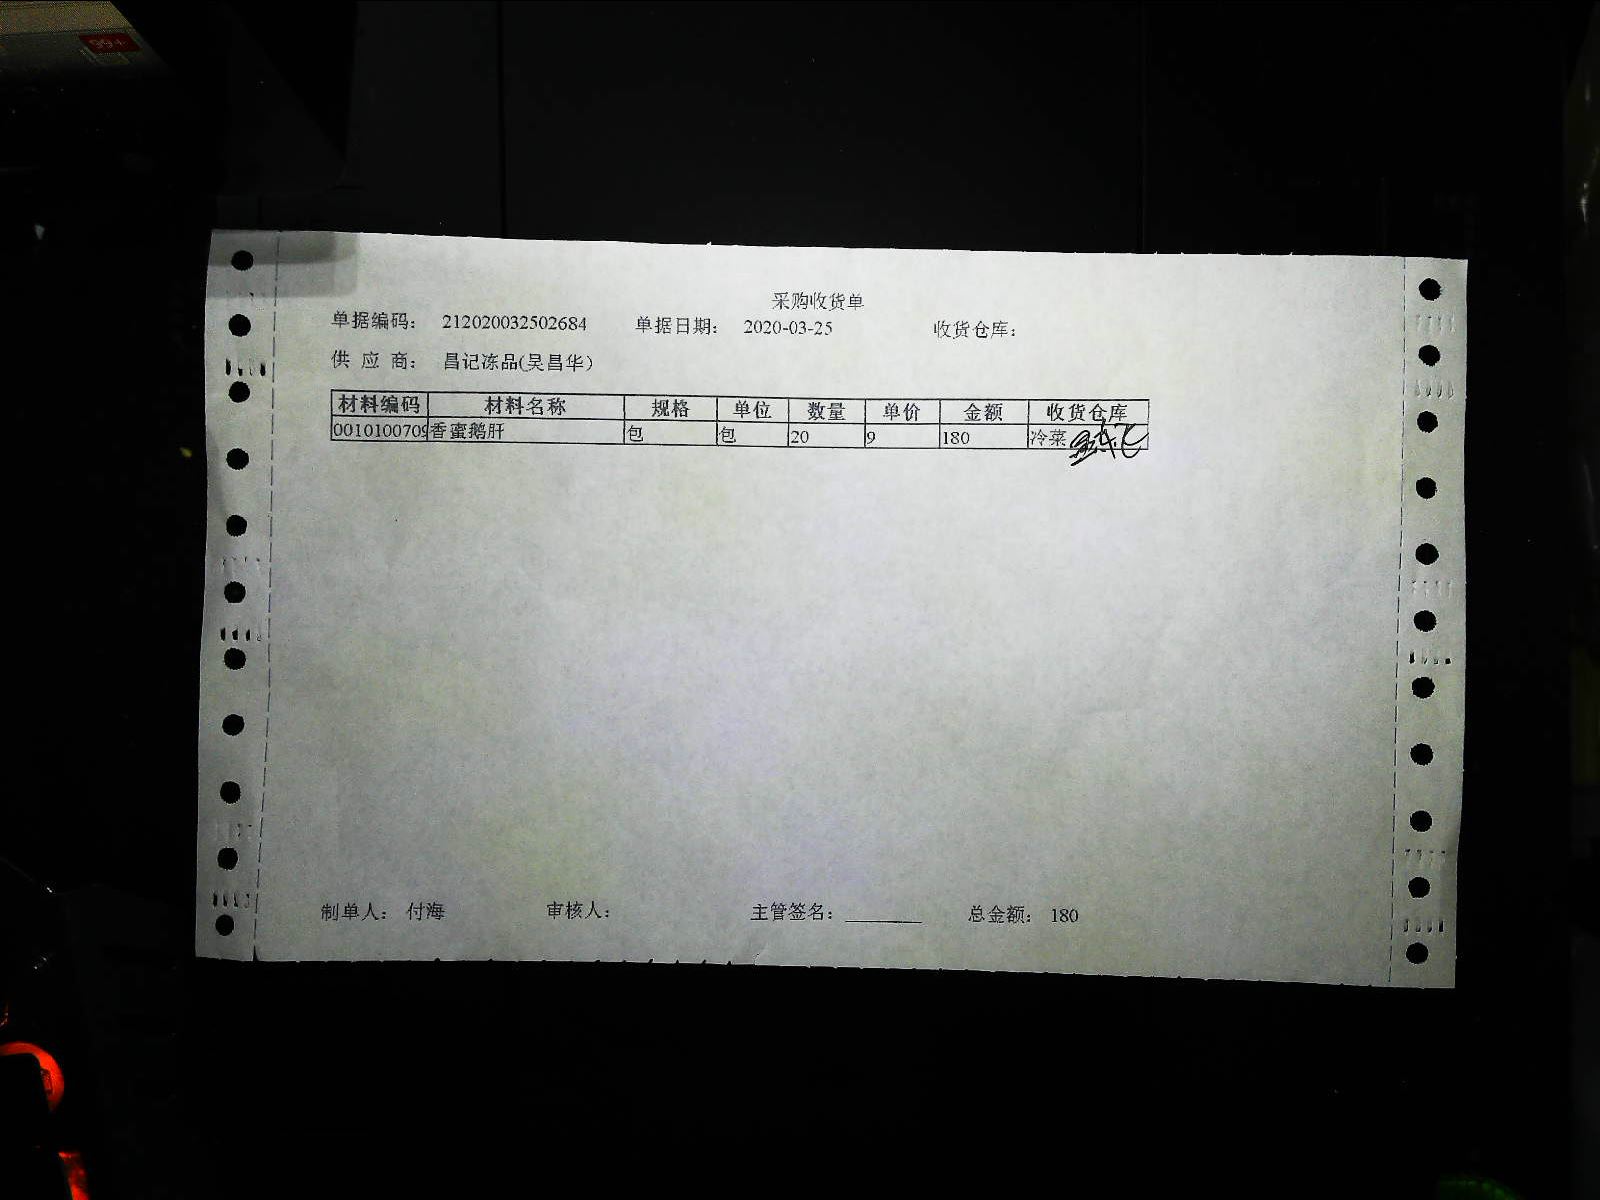 99+
采购收货单
单据编码： 212020032502684 单据日期： 2020-03-25 收货仓库：
供 应 商： 昌记冻品(吴昌华）
材料编码 材料名称 规格 单位 数量 单价 金额 收货仓库
0010100709 香蜜鹅肝 包 包 20 9 180 冷菜
制单人： 付海 审核人： 主管签名： 总金额： 180